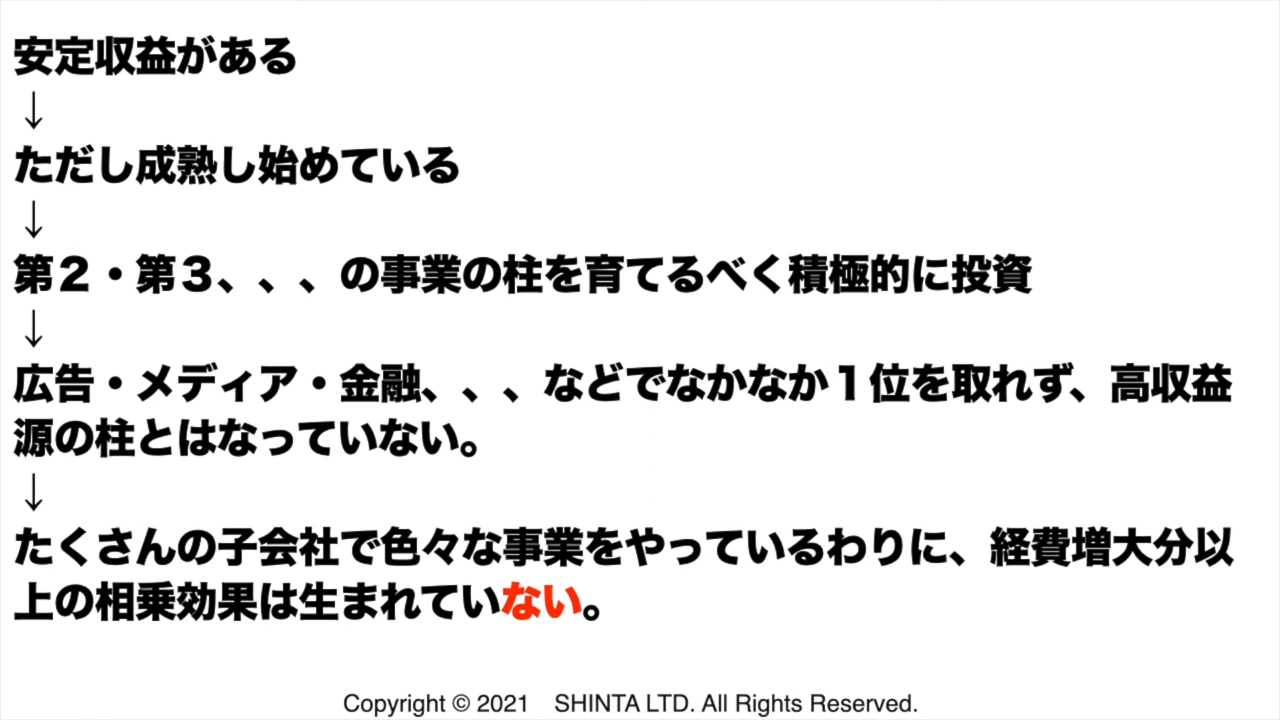 安定収益がある
↓
ただし成熟し始めている
↓
第２・第３、、、の事業の柱を育てるべく積極的に投資
↓
広告・メディア・金融、、、などでなかなか１位を取れず、高収益
源の柱とはなっていない。
↓
たくさんの子会社で色々な事業をやっているわりに、経費増大分以
上の相乗効果は生まれていない。
Copyright © 2021　SHINTA LTD. All Rights Reserved.